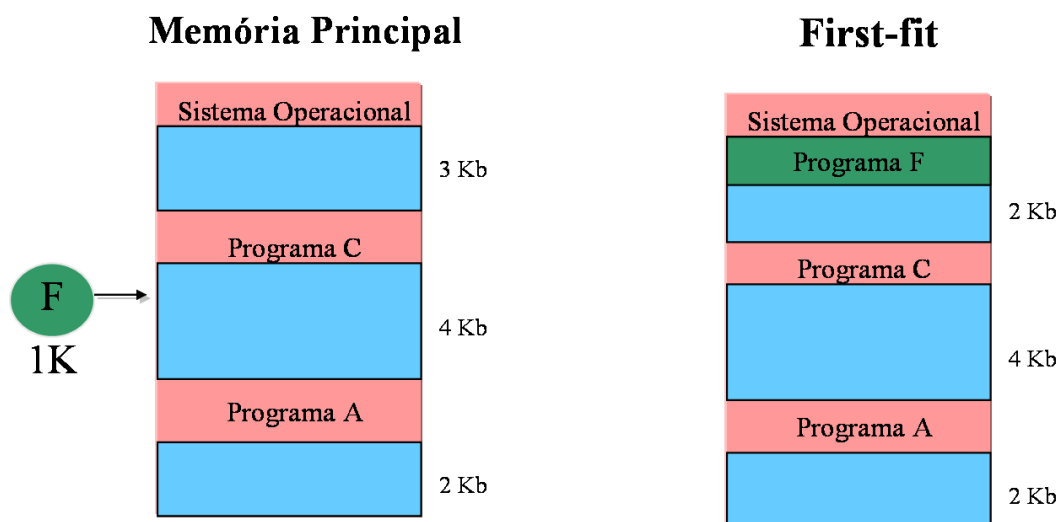 Memória Principal
Sistema Operacional
3 Kb
Programa C
F
1K
4 Kb
Programa A
2 Kb
First-fit
Sistema Operacional
Programa F
2 Kb
Programa C
4 Kb
Programa A
2 Kb